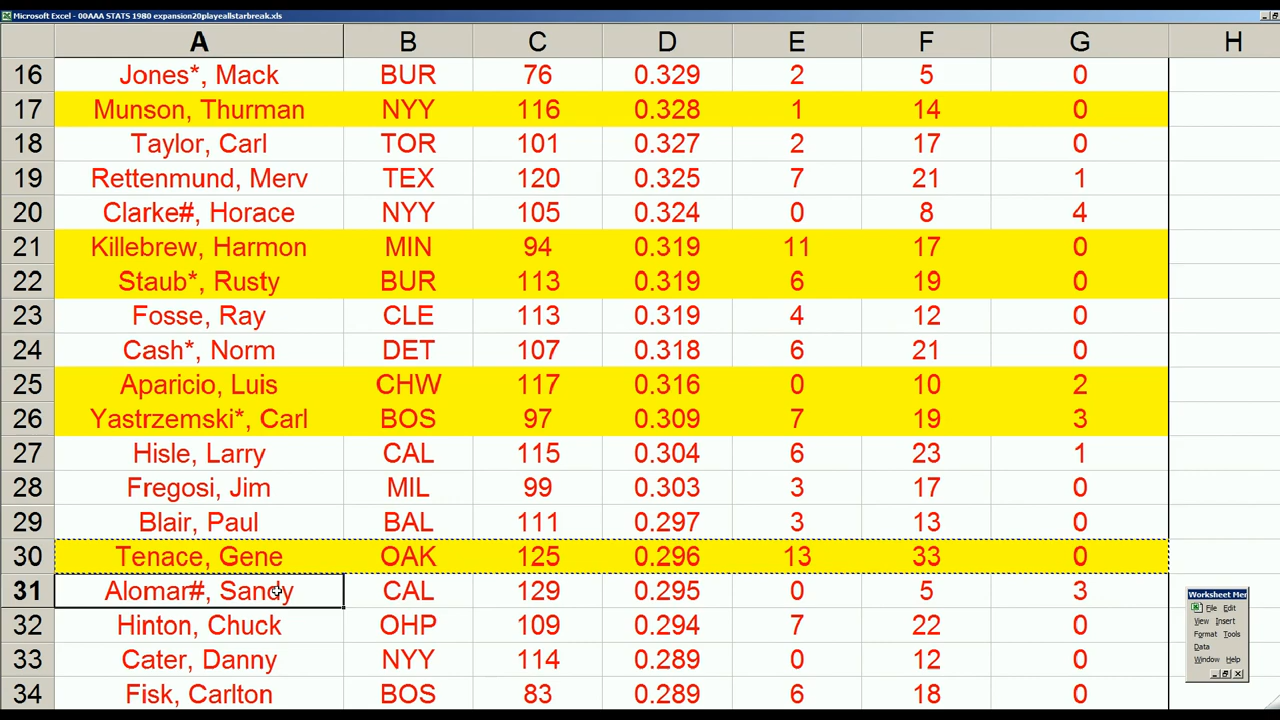 Microsoft Excel - 00AAA STATS 1980 expansion20playeallstarbreak.xls
A B C D E F G H
16 Jones*, Mack BUR 76 0.329 2 5 0
17 Munson, Thurman NYY 116 0.328 1 14 0
18 Taylor, Carl TOR 101 0.327 2 17 0
19 Rettenmund, Merv TEX 120 0.325 7 21 1
20 Clarke#, Horace NYY 105 0.324 0 8 4
21 Killebrew, Harmon MIN 94 0.319 11 17 0
22 Staub*, Rusty BUR 113 0.319 6 19 0
23 Fosse, Ray CLE 113 0.319 4 12 0
24 Cash*, Norm DET 107 0.318 6 21 0
25 Aparicio, Luis CHW 117 0.316 0 10 2
26 Yastrzemski*, Carl BOS 97 0.309 7 19 3
27 Hisle, Larry CAL 115 0.304 6 23 1
28 Fregosi, Jim MIL 99 0.303 3 17 0
29 Blair, Paul BAL 111 0.297 3 13 0
30 Tenace, Gene OAK 125 0.296 13 33 0
31 Alomar#, Sandy CAL 129 0.295 0 5 3
32 Hinton, Chuck OHP 109 0.294 7 22 0
33 Cater, Danny NYY 114 0.289 0 12 0
34 Fisk, Carlton BOS 83 0.289 6 18 0
Worksheet Mer
File Edit
View Insert
Format Tools
Data
Window Help